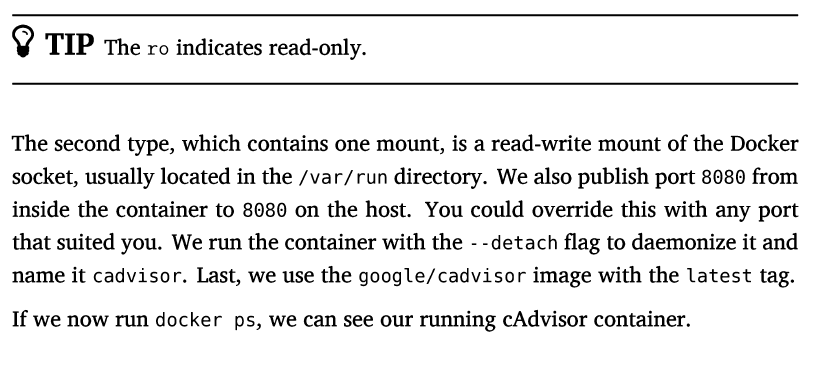 TIP The ro indicates read-only.
The second type, which contains one mount, is a read-write mount of the Docker
socket, usually located in the /var/run directory. We also publish port 8080 from
inside the container to 8080 on the host. You could override this with any port
that suited you. We run the container with the --detach flag to daemonize it and
name it cadvisor. Last, we use the google/cadvisor image with the latest tag.
If we now run docker ps, we can see our running cAdvisor container.